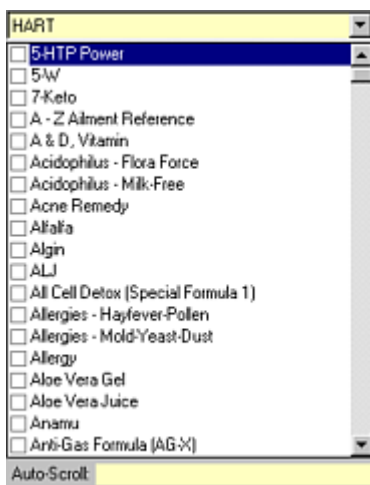 HART
5-HTP Power
5-W
7-Keto
A - Z Ailment Reference
A & D, Vitamin
Acidophilus - Flora Force
Acidophilus - Milk-Free
Acne Remedy
Alfalfa
Algin
ALJ
All Cell Detox (Special Formula 1)
Allergies - Hayfever-Pollen
Allergies - Mold-Yeast-Dust
Allergy
Aloe Vera Gel
Aloe Vera Juice
Anamu
Anti-Gas Formula (AG-X)
Auto-Scroll: